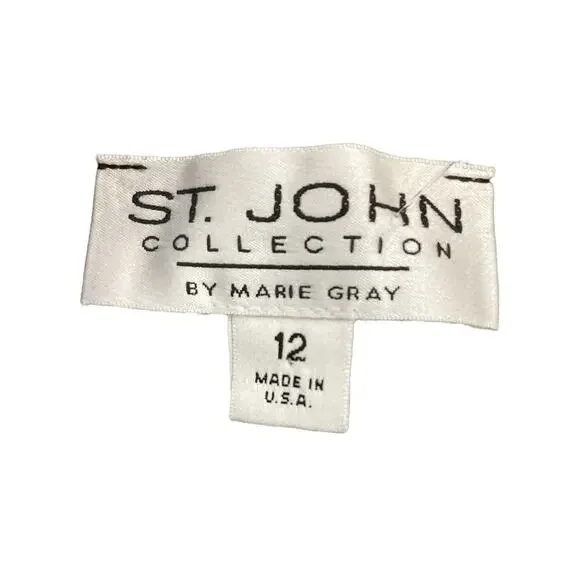 ST. JOHN
COLLECTION
BY MARIE GRAY
12
MADE IN
U.S.A.